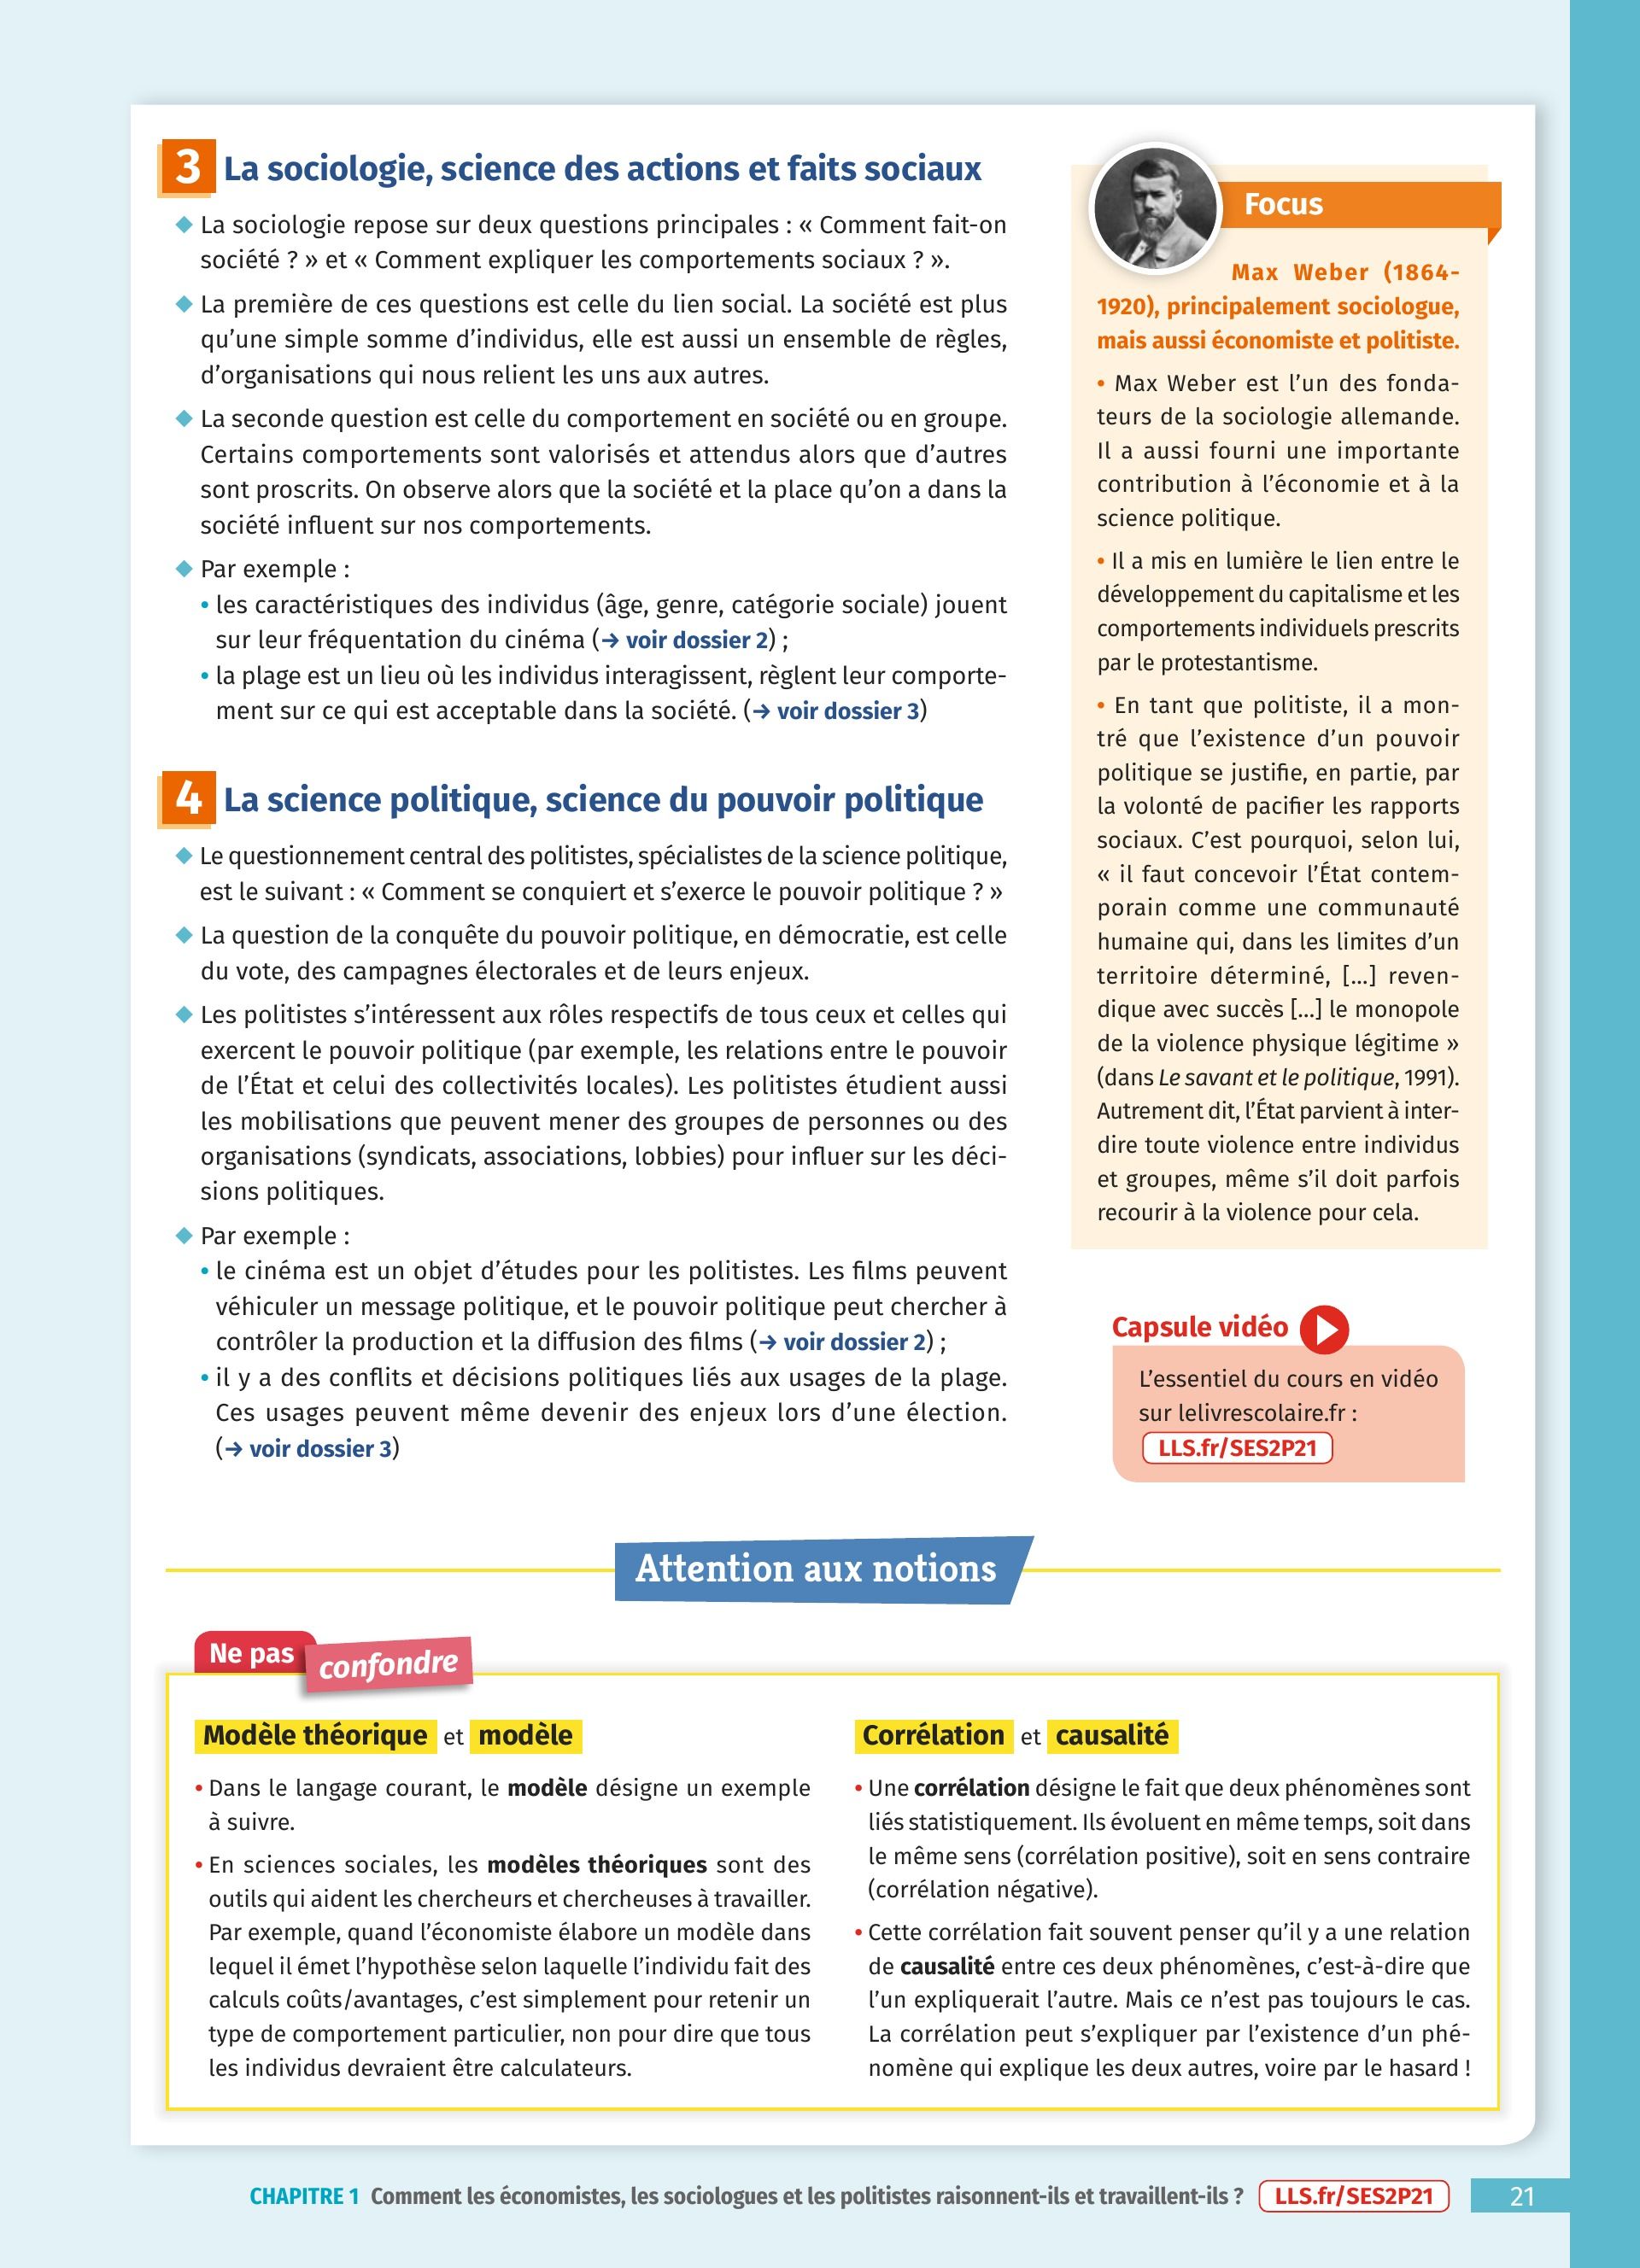 3 La sociologie, science des actions et faits sociaux
◆ La sociologie repose sur deux questions principales : « Comment fait-on
société ? » et « Comment expliquer les comportements sociaux ? ».
◆ La première de ces questions est celle du lien social. La société est plus
qu’une simple somme d’individus, elle est aussi un ensemble de règles,
d’organisations qui nous relient les uns aux autres.
◆ La seconde question est celle du comportement en société ou en groupe.
Certains comportements sont valorisés et attendus alors que d’autres
sont proscrits. On observe alors que la société et la place qu’on a dans la
société influent sur nos comportements.
◆ Par exemple :
• les caractéristiques des individus (âge, genre, catégorie sociale) jouent
sur leur fréquentation du cinéma (→ voir dossier 2) ;
• la plage est un lieu où les individus interagissent, règlent leur comporte-
ment sur ce qui est acceptable dans la société. (→ voir dossier 3)
4 La science politique, science du pouvoir politique
◆ Le questionnement central des politistes, spécialistes de la science politique,
est le suivant : « Comment se conquiert et s’exerce le pouvoir politique ? »
◆ La question de la conquête du pouvoir politique, en démocratie, est celle
du vote, des campagnes électorales et de leurs enjeux.
◆ Les politistes s’intéressent aux rôles respectifs de tous ceux et celles qui
exercent le pouvoir politique (par exemple, les relations entre le pouvoir
de l’État et celui des collectivités locales). Les politistes étudient aussi
les mobilisations que peuvent mener des groupes de personnes ou des
organisations (syndicats, associations, lobbies) pour influer sur les déci-
sions politiques.
◆ Par exemple :
• le cinéma est un objet d’études pour les politistes. Les films peuvent
véhiculer un message politique, et le pouvoir politique peut chercher à
contrôler la production et la diffusion des films (→ voir dossier 2) ;
• il y a des conflits et décisions politiques liés aux usages de la plage.
Ces usages peuvent même devenir des enjeux lors d’une élection.
(→ voir dossier 3)
Focus
Max Weber (1864-
1920), principalement sociologue,
mais aussi économiste et politiste.
• Max Weber est l’un des fonda-
teurs de la sociologie allemande.
Il a aussi fourni une importante
contribution à l’économie et à la
science politique.
• Il a mis en lumière le lien entre le
développement du capitalisme et les
comportements individuels prescrits
par le protestantisme.
• En tant que politiste, il a mon-
tré que l’existence d’un pouvoir
politique se justifie, en partie, par
la volonté de pacifier les rapports
sociaux. C’est pourquoi, selon lui,
« il faut concevoir l’État contem-
porain comme une communauté
humaine qui, dans les limites d’un
territoire déterminé, [...] reven-
dique avec succès [...] le monopole
de la violence physique légitime »
(dans Le savant et le politique, 1991).
Autrement dit, l’État parvient à inter-
dire toute violence entre individus
et groupes, même s’il doit parfois
recourir à la violence pour cela.
Capsule vidéo
L’essentiel du cours en vidéo
sur lelivrescolaire.fr :
LLS.fr/SES2P21
Attention aux notions
Ne pas confondre
Modèle théorique et modèle
• Dans le langage courant, le modèle désigne un exemple
à suivre.
• En sciences sociales, les modèles théoriques sont des
outils qui aident les chercheurs et chercheuses à travailler.
Par exemple, quand l’économiste élabore un modèle dans
lequel il émet l’hypothèse selon laquelle l’individu fait des
calculs coûts/avantages, c’est simplement pour retenir un
type de comportement particulier, non pour dire que tous
les individus devraient être calculateurs.
Corrélation et causalité
• Une corrélation désigne le fait que deux phénomènes sont
liés statistiquement. Ils évoluent en même temps, soit dans
le même sens (corrélation positive), soit en sens contraire
(corrélation négative).
• Cette corrélation fait souvent penser qu’il y a une relation
de causalité entre ces deux phénomènes, c’est-à-dire que
l’un expliquerait l’autre. Mais ce n’est pas toujours le cas.
La corrélation peut s’expliquer par l’existence d’un phé-
nomène qui explique les deux autres, voire par le hasard !
CHAPITRE 1 Comment les économistes, les sociologues et les politistes raisonnent-ils et travaillent-ils ? LLS.fr/SES2P21 21